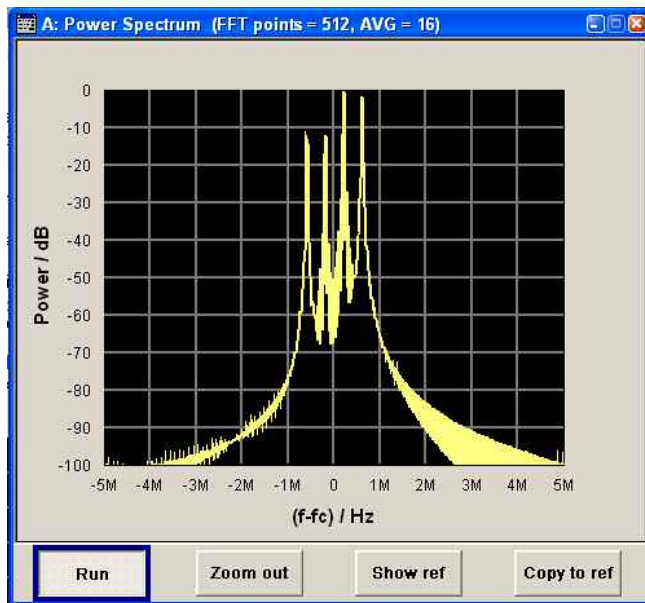 A: Power Spectrum (FFT points = 512, AVG = 16)
0
-10
-20
-30
-40
-50
-60
-70
-80
-90
-100
Power / dB
-5M -4M -3M -2M -1M 0 1M 2M 3M 4M 5M
(f-fc) / Hz
Run Zoom out Show ref Copy to ref